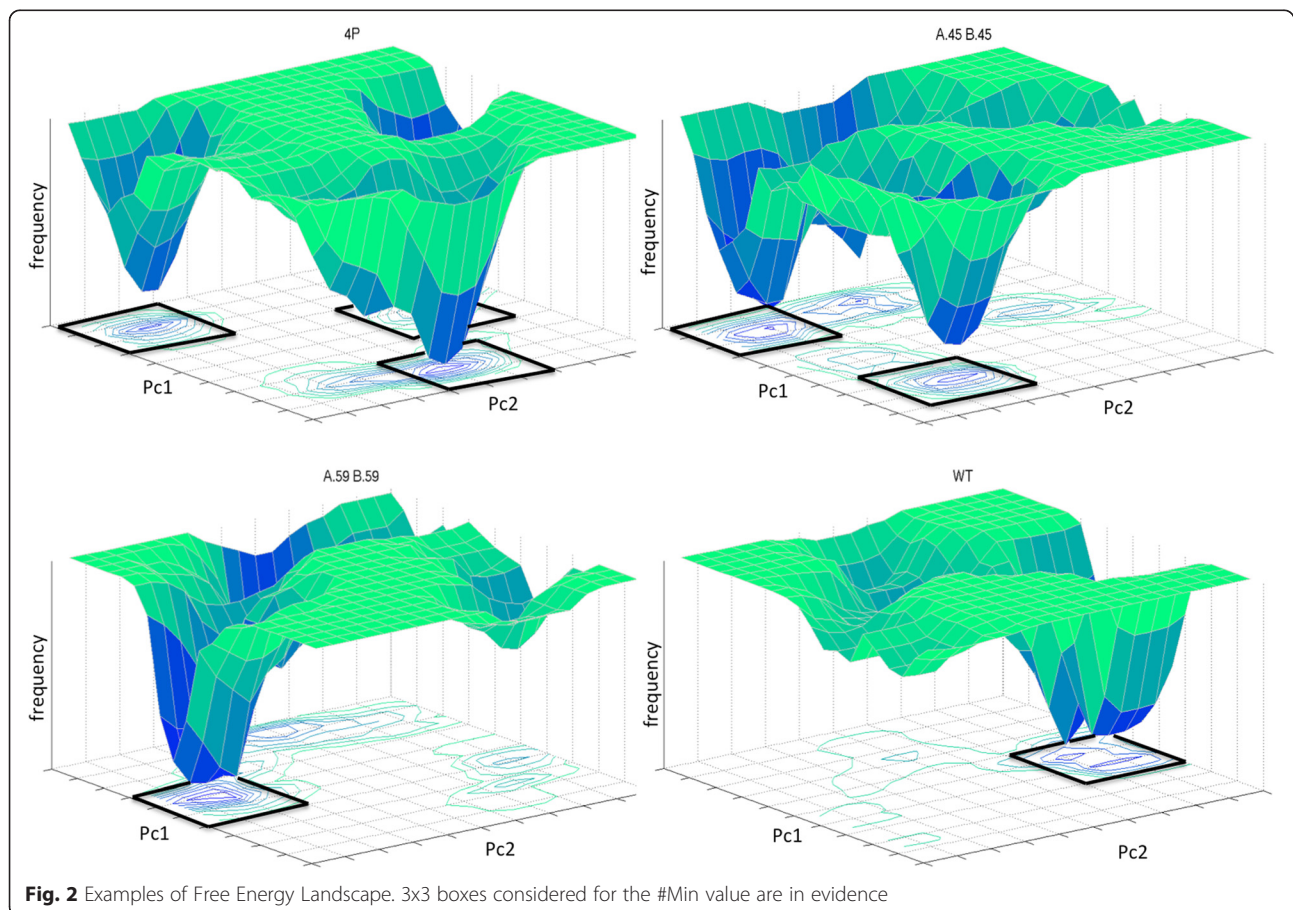 4P
frequency
Pc1
Pc2
A.45 B.45
frequency
Pc1
Pc2
A.59 B.59
frequency
Pc1
Pc2
WT
frequency
Pc1
Pc2
Fig. 2 Examples of Free Energy Landscape. 3x3 boxes considered for the #Min value are in evidence